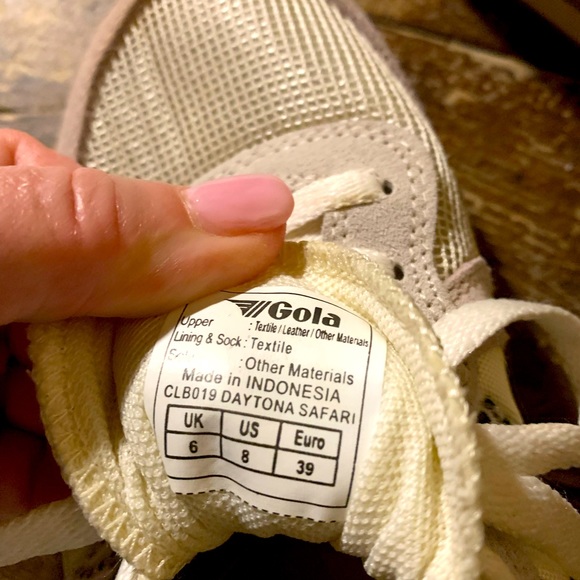 Gola
Upper : Textile / Leather / Other Materials
Lining & Sock : Textile
: Other Materials
Made in INDONESIA
CLB019 DAYTONA SAFARI
UK US Euro
6 8 39